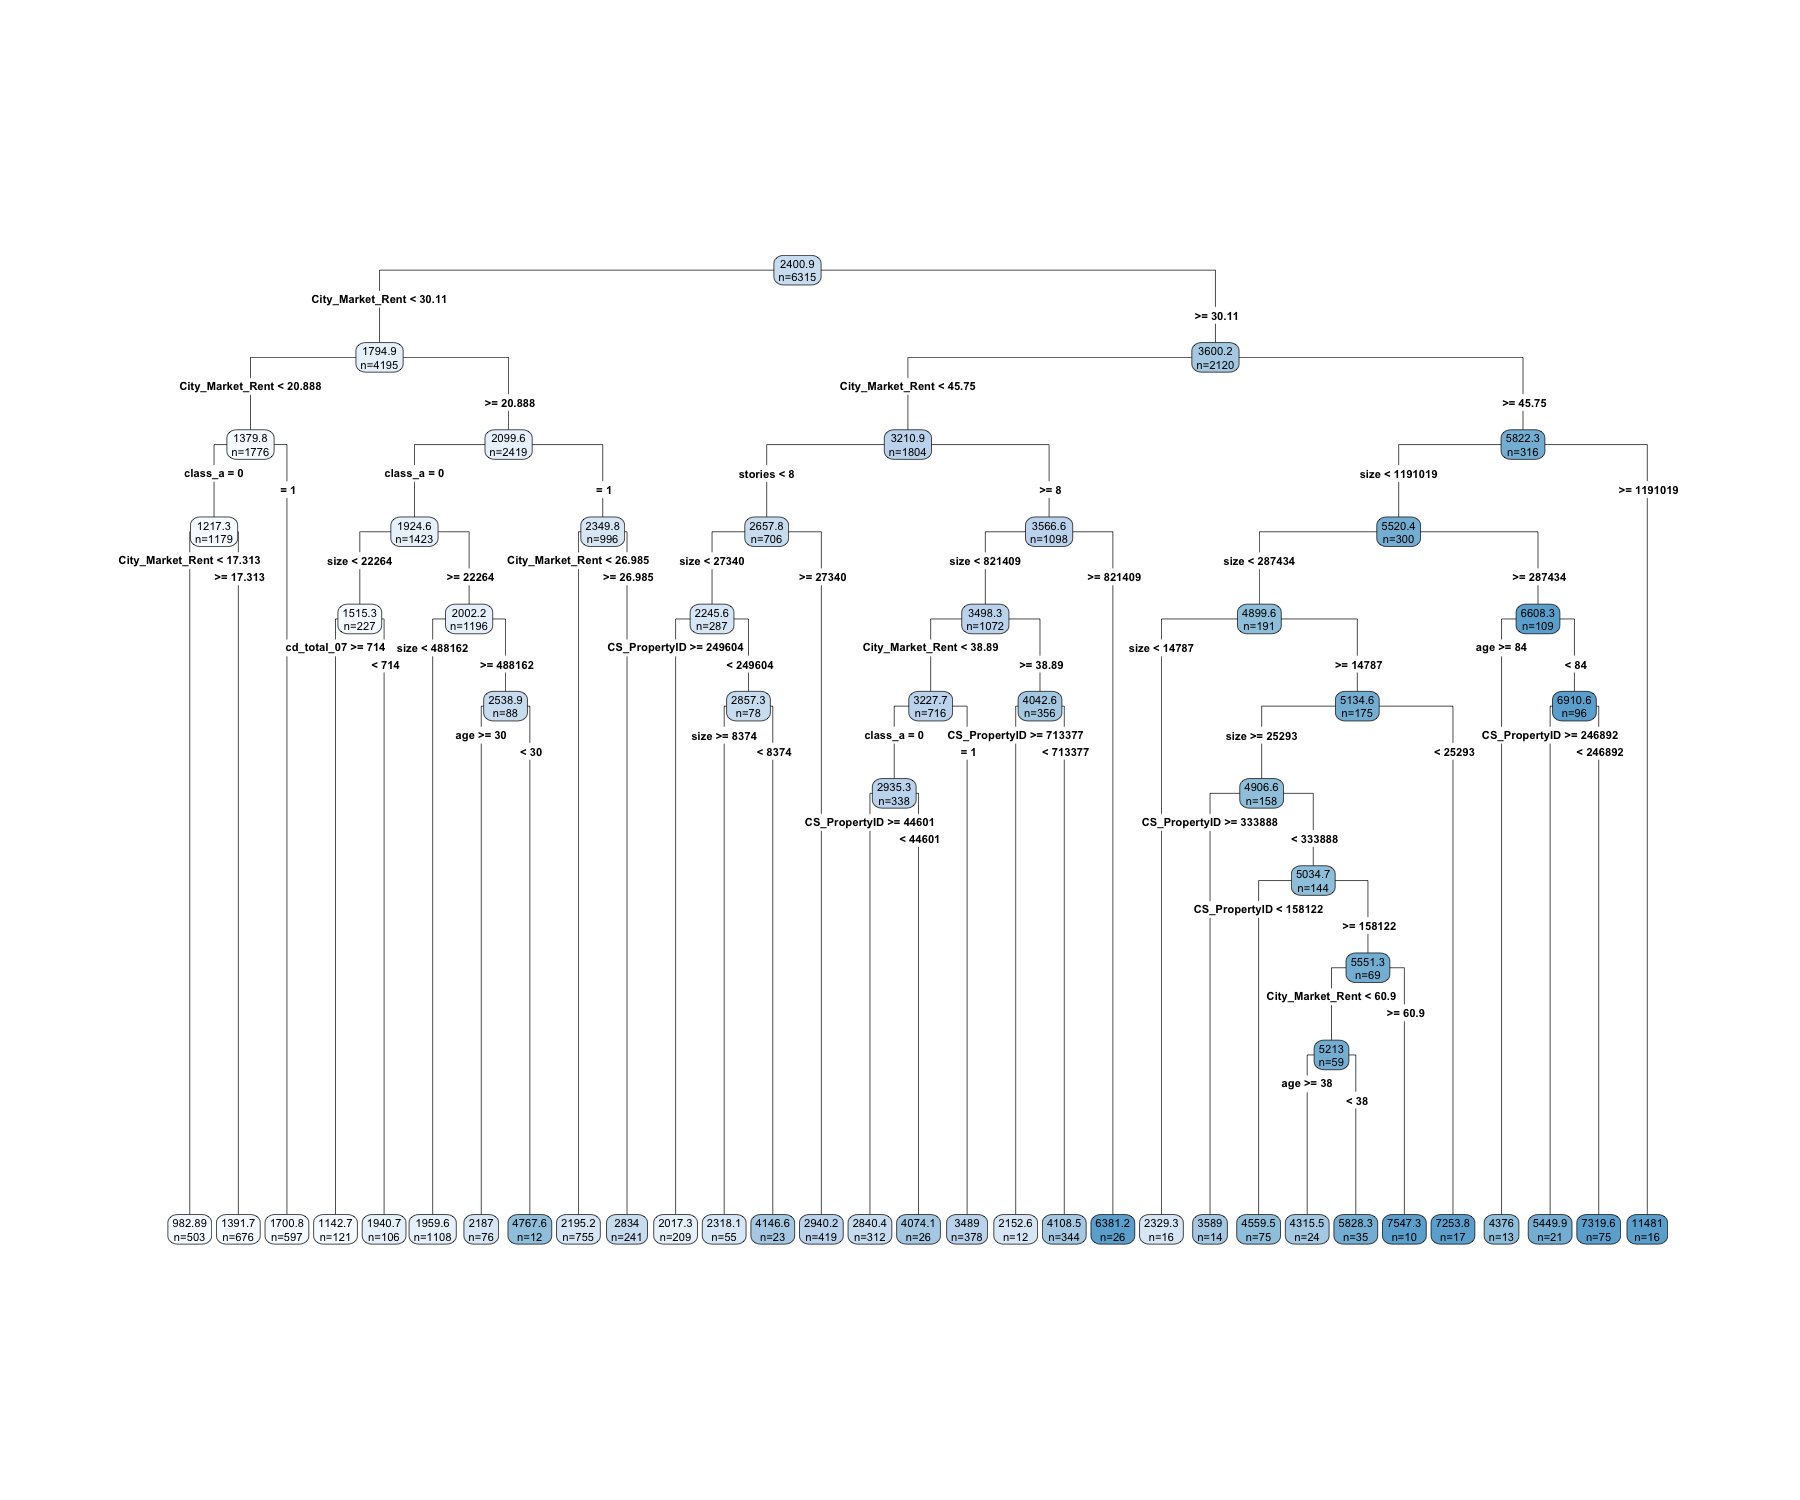 2400.9
n=6315
City_Market_Rent < 30.11
>= 30.11
1794.9
n=4195
3600.2
n=2120
City_Market_Rent < 20.888
>= 20.888
City_Market_Rent < 45.75
>= 45.75
1379.8
n=1776
2099.6
n=2419
3210.9
n=1804
5822.3
n=316
class_a = 0
= 1
class_a = 0
= 1
stories < 8
>= 8
size < 1191019
>= 1191019
1217.3
n=1179
1924.6
n=1423
2349.8
n=996
2657.8
n=706
3566.6
n=1098
5520.4
n=300
City_Market_Rent < 17.313
>= 17.313
size < 22264
>= 22264
City_Market_Rent < 26.985
>= 26.985
size < 27340
>= 27340
size < 821409
>= 821409
size < 287434
>= 287434
1515.3
n=227
2002.2
n=1196
2245.6
n=287
3498.3
n=1072
4899.6
n=191
6608.3
n=109
cd_total_07 >= 714
< 714
size < 488162
>= 488162
CS_PropertyID >= 249604
< 249604
City_Market_Rent < 38.89
>= 38.89
size < 14787
>= 14787
age >= 84
< 84
2538.9
n=88
2857.3
n=78
3227.7
n=716
4042.6
n=356
5134.6
n=175
6910.6
n=96
age >= 30
< 30
size >= 8374
< 8374
class_a = 0
= 1
CS_PropertyID >= 713377
< 713377
size >= 25293
< 25293
CS_PropertyID >= 246892
< 246892
2935.3
n=338
4906.6
n=158
CS_PropertyID >= 44601
< 44601
CS_PropertyID >= 333888
< 333888
5034.7
n=144
CS_PropertyID < 158122
>= 158122
5551.3
n=69
City_Market_Rent < 60.9
>= 60.9
5213
n=59
age >= 38
< 38
982.89
n=503
1391.7
n=676
1700.8
n=597
1142.7
n=121
1940.7
n=106
1959.6
n=1108
2187
n=76
4767.6
n=12
2195.2
n=755
2834
n=241
2017.3
n=209
2318.1
n=55
4146.6
n=23
2940.2
n=419
2840.4
n=312
4074.1
n=26
3489
n=378
2152.6
n=12
4108.5
n=344
6381.2
n=26
2329.3
n=16
3589
n=14
4559.5
n=75
4315.5
n=24
5828.3
n=35
7547.3
n=10
7253.8
n=17
4376
n=13
5449.9
n=21
7319.6
n=75
11481
n=16